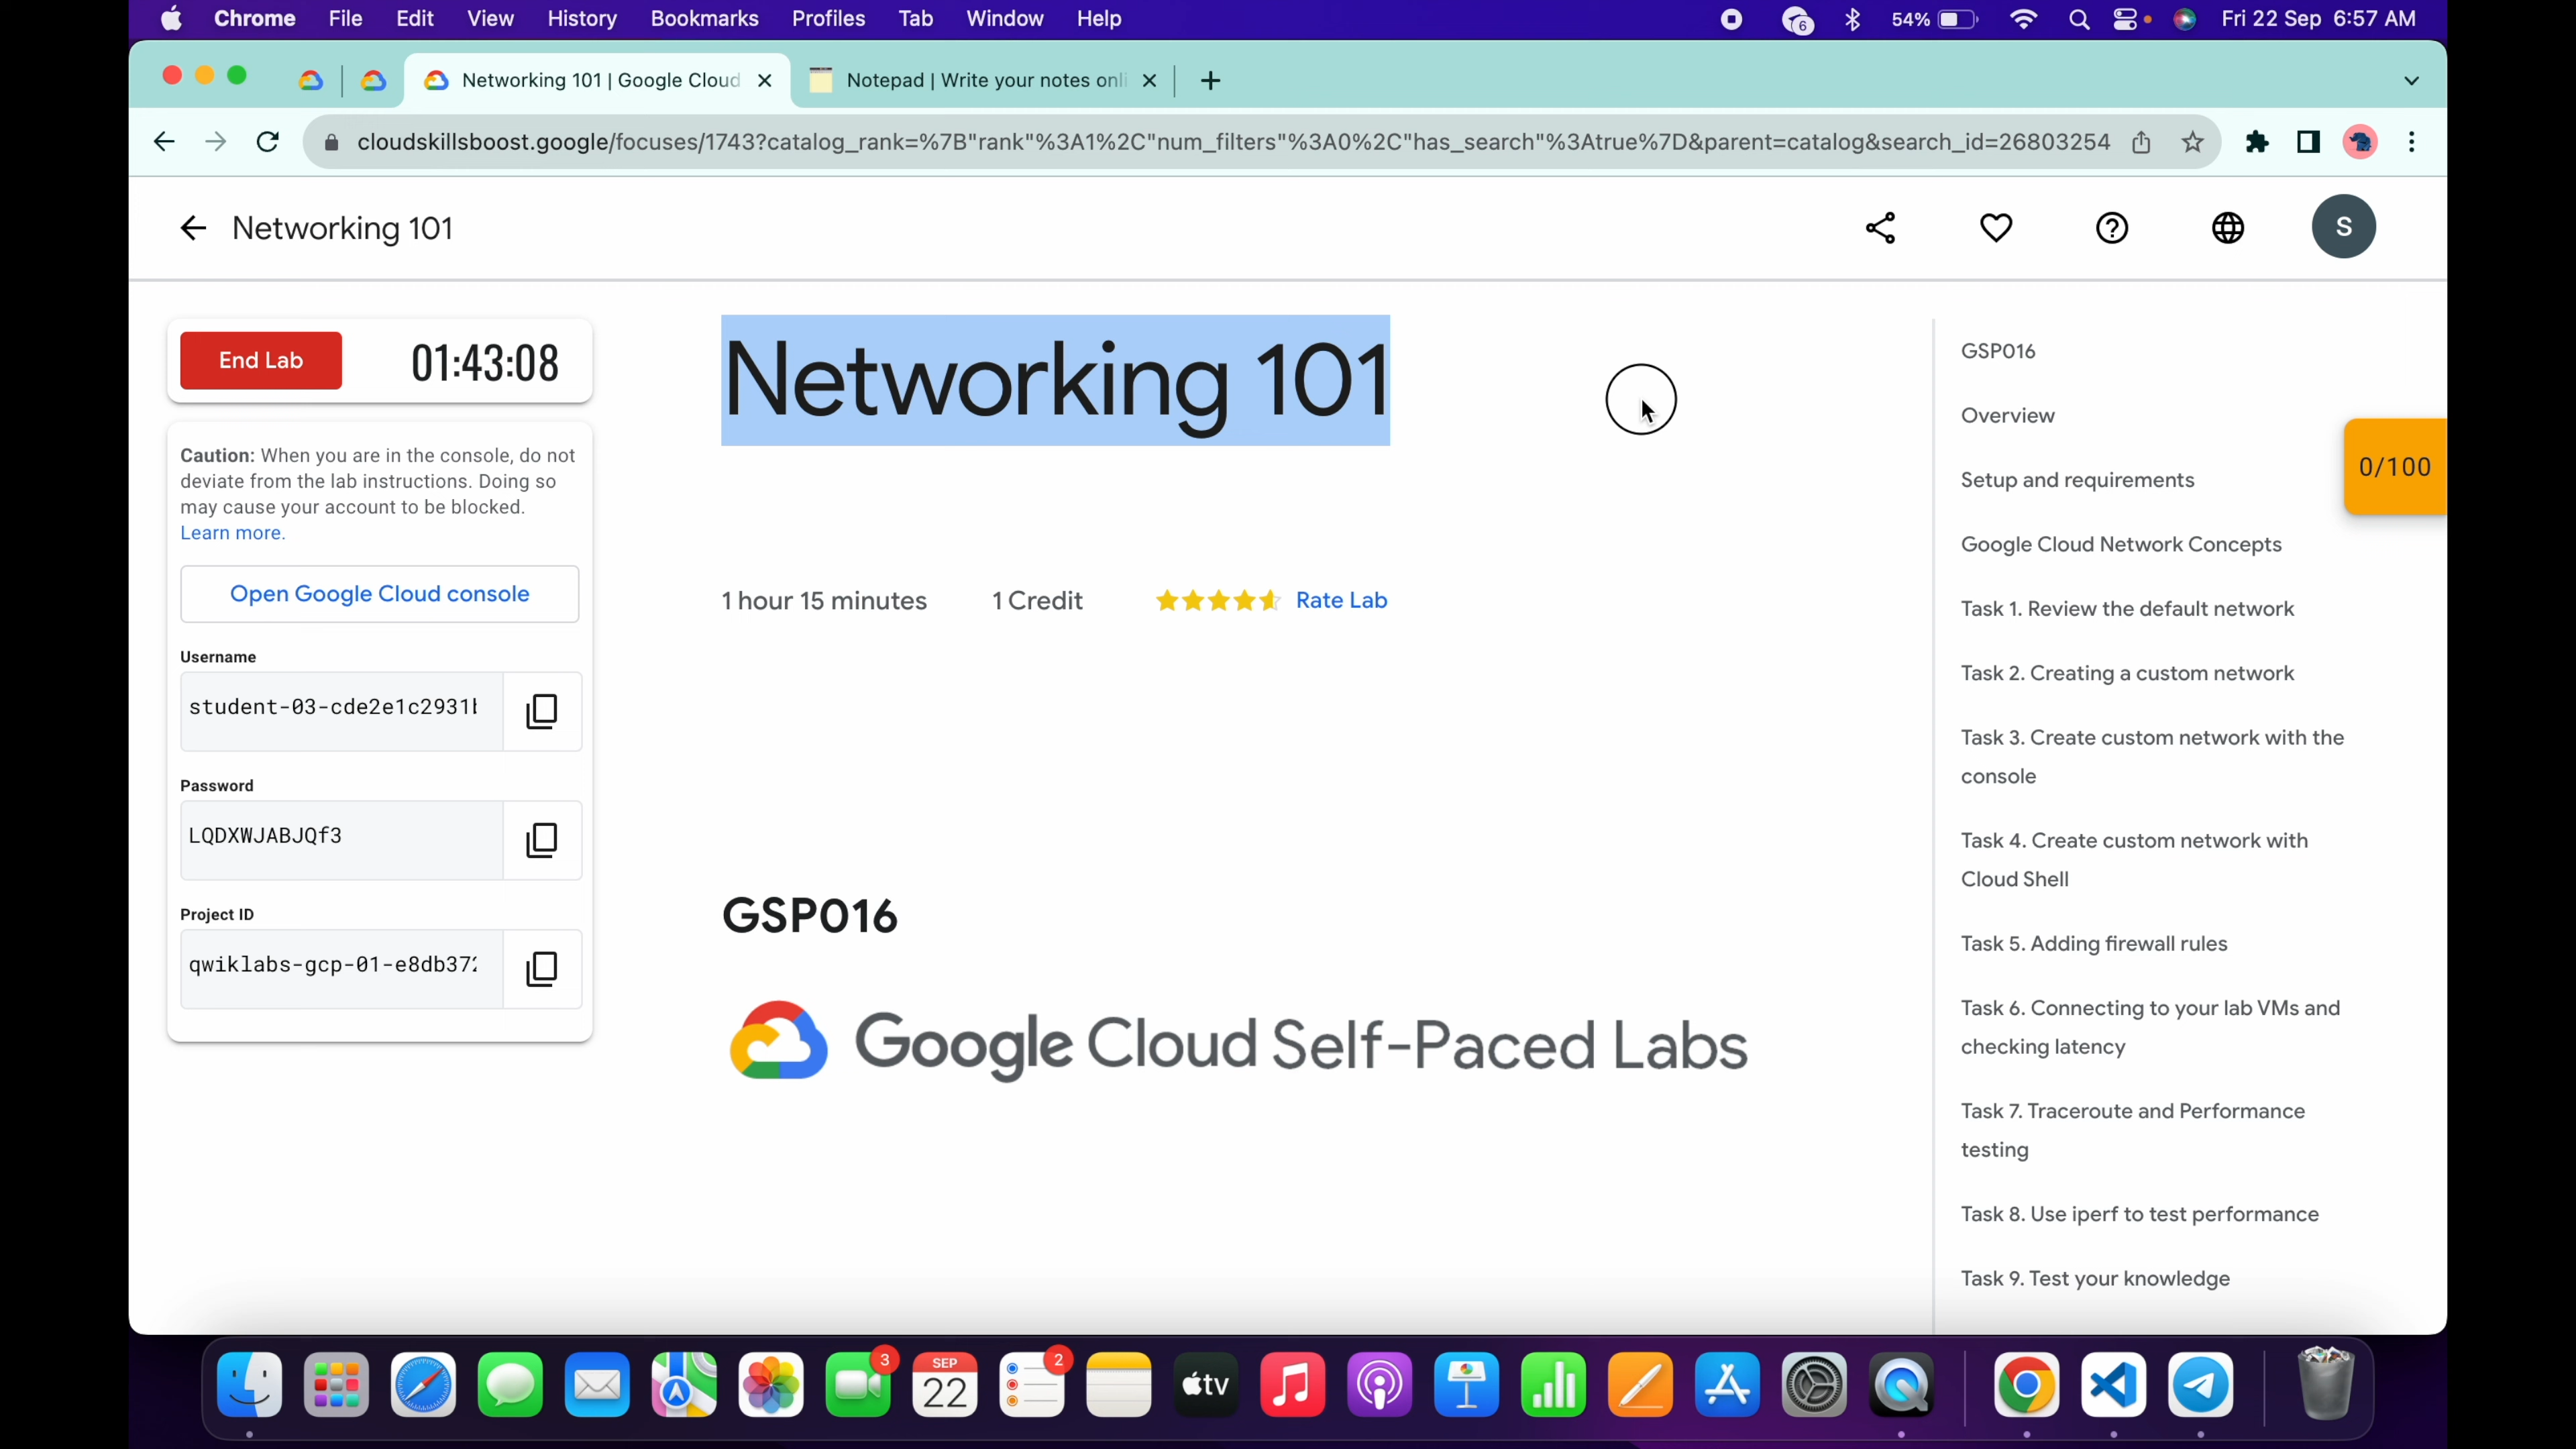 Chrome File Edit View History Bookmarks Profiles Tab Window Help
6
54%
Fri 22 Sep 6:57 AM
Networking 101 | Google Cloud
Notepad | Write your notes onli
cloudskillsboost.google/focuses/1743?catalog_rank=%7B"rank"%3A1%2C"num_filters"%3A0%2C"has_search"%3Atrue%7D&parent=catalog&search_id=26803254
Networking 101
S
End Lab
01:43:08
Caution: When you are in the console, do not
deviate from the lab instructions. Doing so
may cause your account to be blocked.
Learn more.
Open Google Cloud console
Username
student-03-cde2e1c2931
Password
LQDXWJABJQf3
Project ID
qwiklabs-gcp-01-e8db37
Networking 101
1 hour 15 minutes
1 Credit
Rate Lab
GSP016
Google Cloud Self-Paced Labs
GSP016
Overview
Setup and requirements
Google Cloud Network Concepts
Task 1. Review the default network
Task 2. Creating a custom network
Task 3. Create custom network with the
console
Task 4. Create custom network with
Cloud Shell
Task 5. Adding firewall rules
Task 6. Connecting to your lab VMs and
checking latency
Task 7. Traceroute and Performance
testing
Task 8. Use iperf to test performance
Task 9. Test your knowledge
0/100
3
SEP
22
2
tv